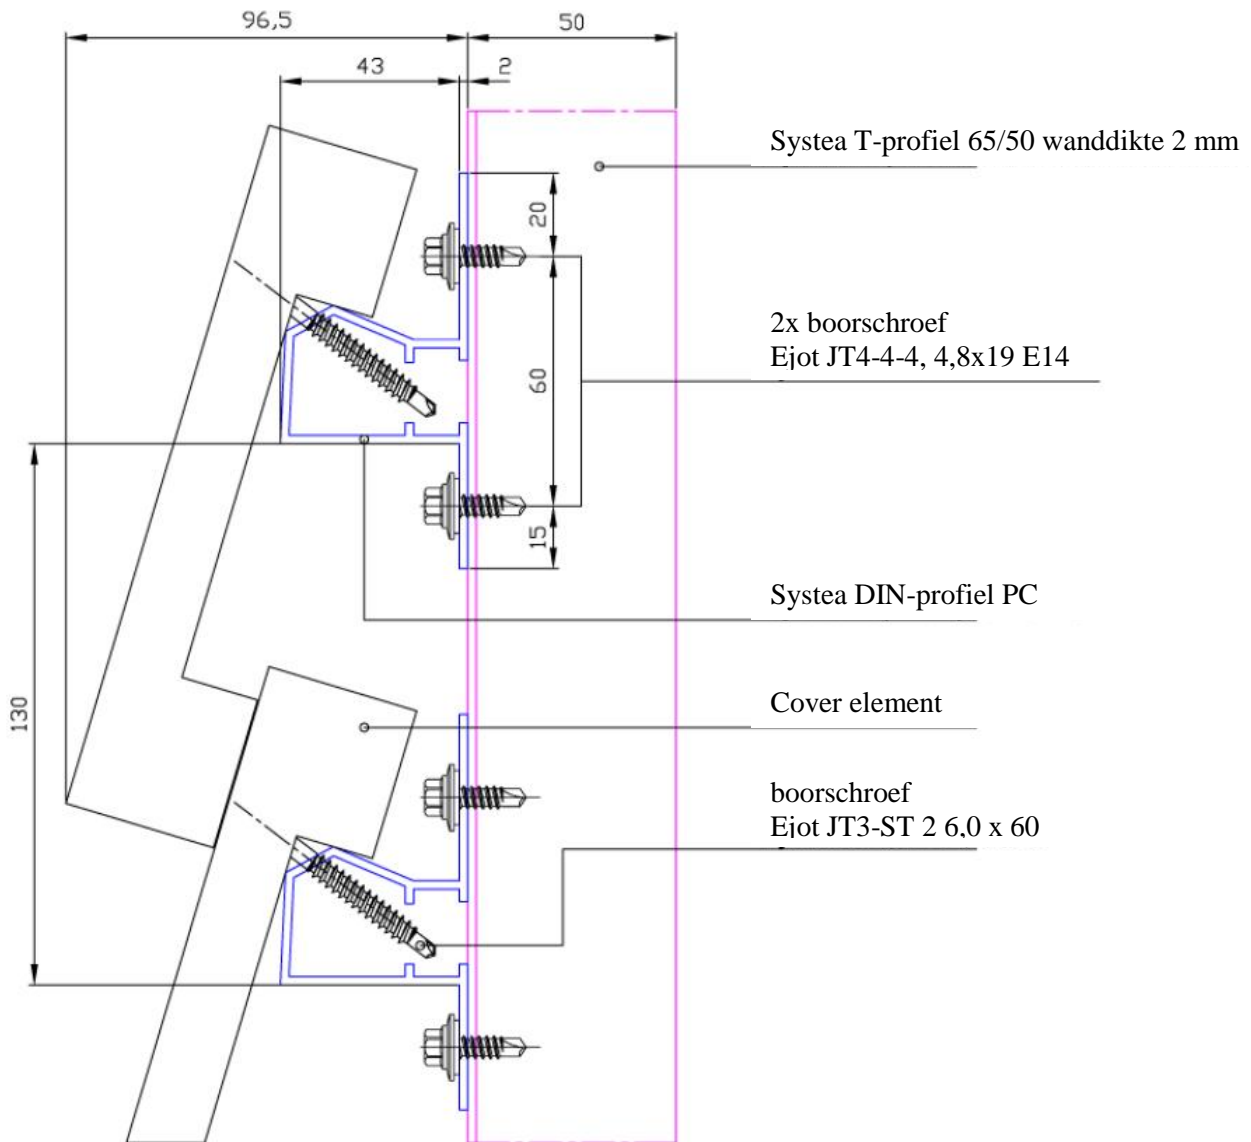 96,5
50
43
2
Systea T-profiel 65/50 wanddikte 2 mm
20
2x boorschroef
Ejot JT4-4-4, 4,8x19 E14
60
15
Systea DIN-profiel PC
130
Cover element
boorschroef
Ejot JT3-ST 2 6,0 x 60